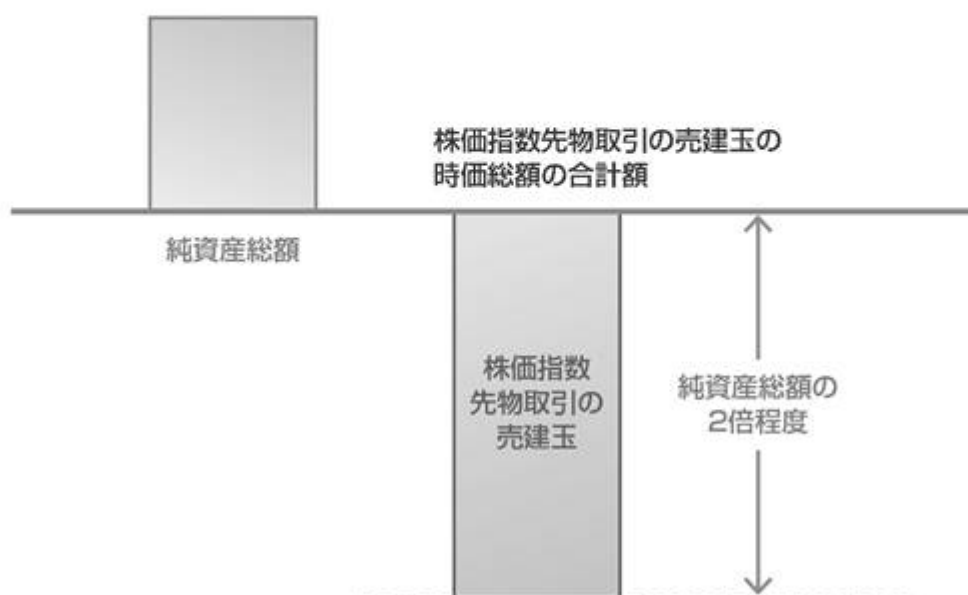 株価指数先物取引の売建玉の
時価総額の合計額
純資産総額
株価指数
先物取引の
売建玉
純資産総額の
2倍程度